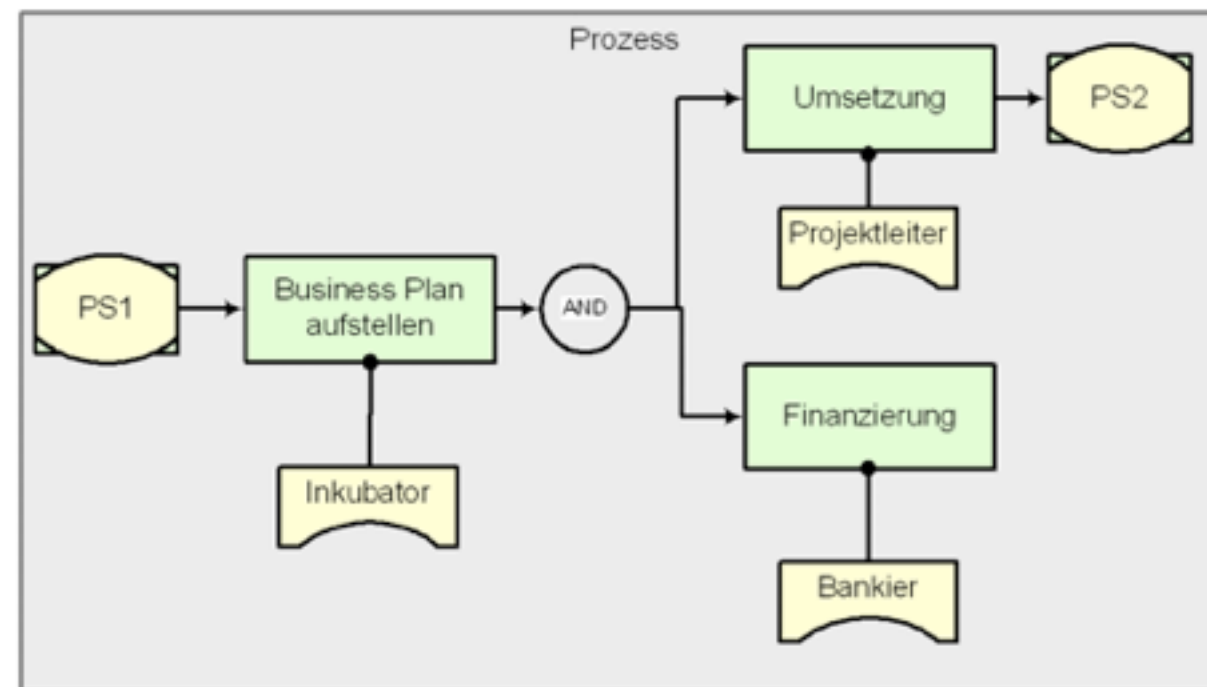 Prozess
Umsetzung
PS2
Projektleiter
PS1
Business Plan
aufstellen
AND
Finanzierung
Inkubator
Bankier